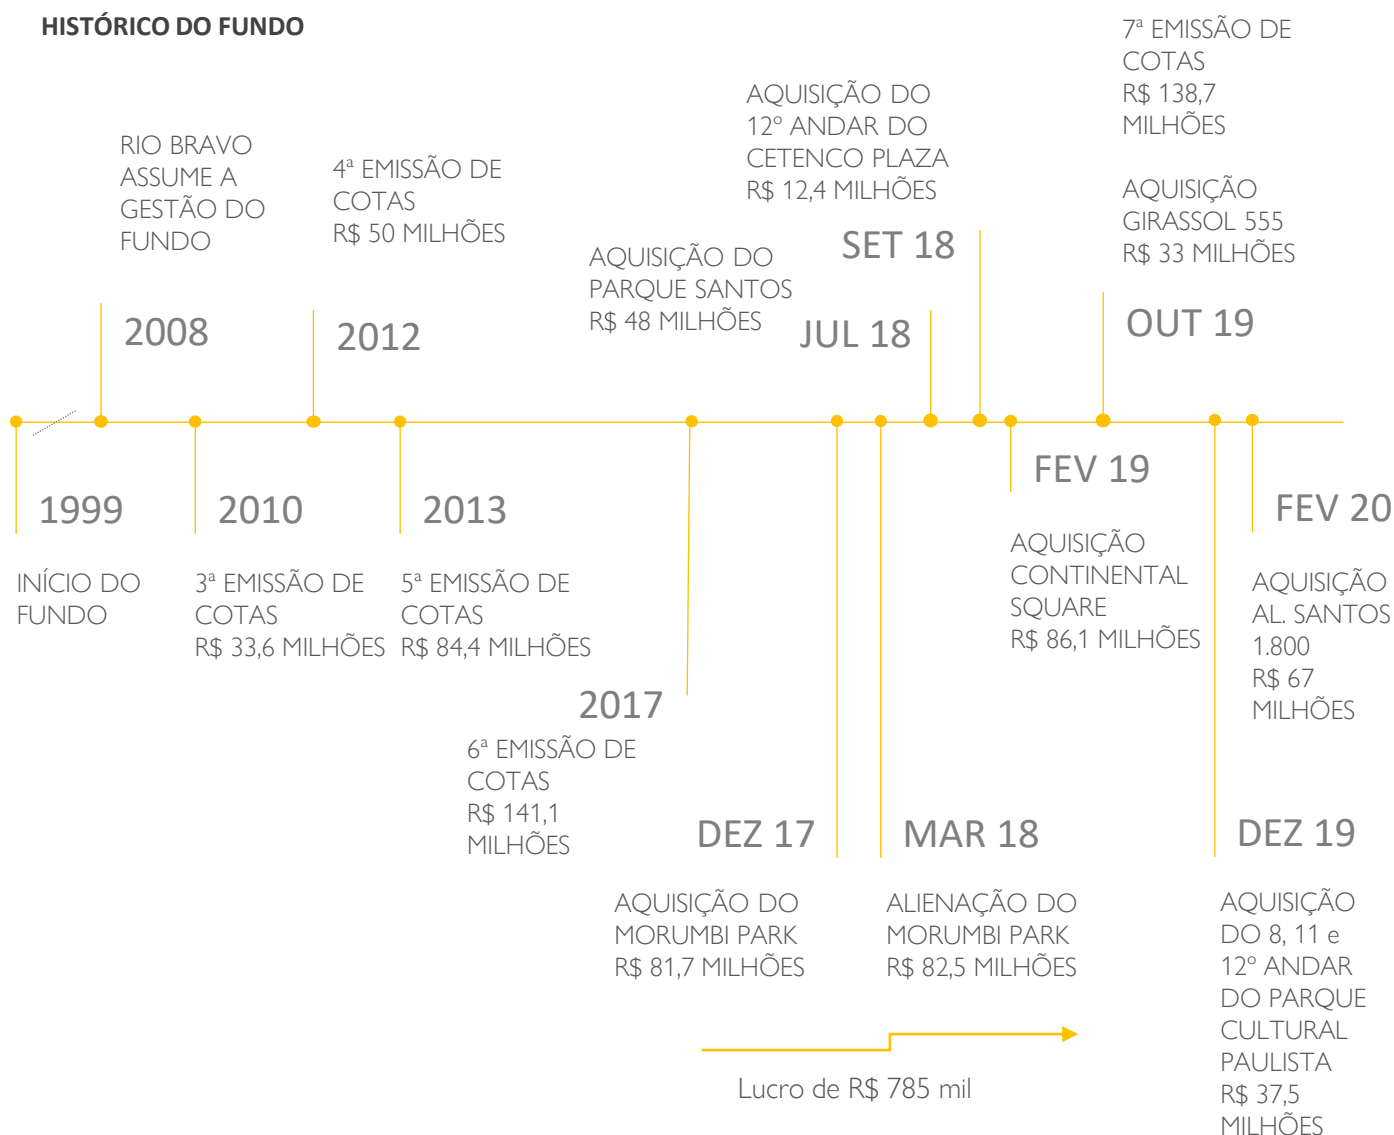 HISTÓRICO DO FUNDO
RIO BRAVO
ASSUME A
GESTÃO DO
FUNDO
2008
4ª EMISSÃO DE
COTAS
R$ 50 MILHÕES
2012
AQUISIÇÃO DO
PARQUE SANTOS
R$ 48 MILHÕES
JUL 18
AQUISIÇÃO DO
12º ANDAR DO
CETENCO PLAZA
R$ 12,4 MILHÕES
SET 18
7ª EMISSÃO DE
COTAS
R$ 138,7
MILHÕES
AQUISIÇÃO
GIRASSOL 555
R$ 33 MILHÕES
OUT 19
1999
INÍCIO DO
FUNDO
2010
3ª EMISSÃO DE
COTAS
R$ 33,6 MILHÕES
2013
5ª EMISSÃO DE
COTAS
R$ 84,4 MILHÕES
2017
6ª EMISSÃO DE
COTAS
R$ 141,1
MILHÕES
DEZ 17
AQUISIÇÃO DO
MORUMBI PARK
R$ 81,7 MILHÕES
MAR 18
ALIENAÇÃO DO
MORUMBI PARK
R$ 82,5 MILHÕES
Lucro de R$ 785 mil
FEV 19
AQUISIÇÃO
CONTINENTAL
SQUARE
R$ 86,1 MILHÕES
DEZ 19
AQUISIÇÃO
DO 8, 11 e
12º ANDAR
DO PARQUE
CULTURAL
PAULISTA
R$ 37,5
MILHÕES
FEV 20
AQUISIÇÃO
AL. SANTOS
1.800
R$ 67
MILHÕES